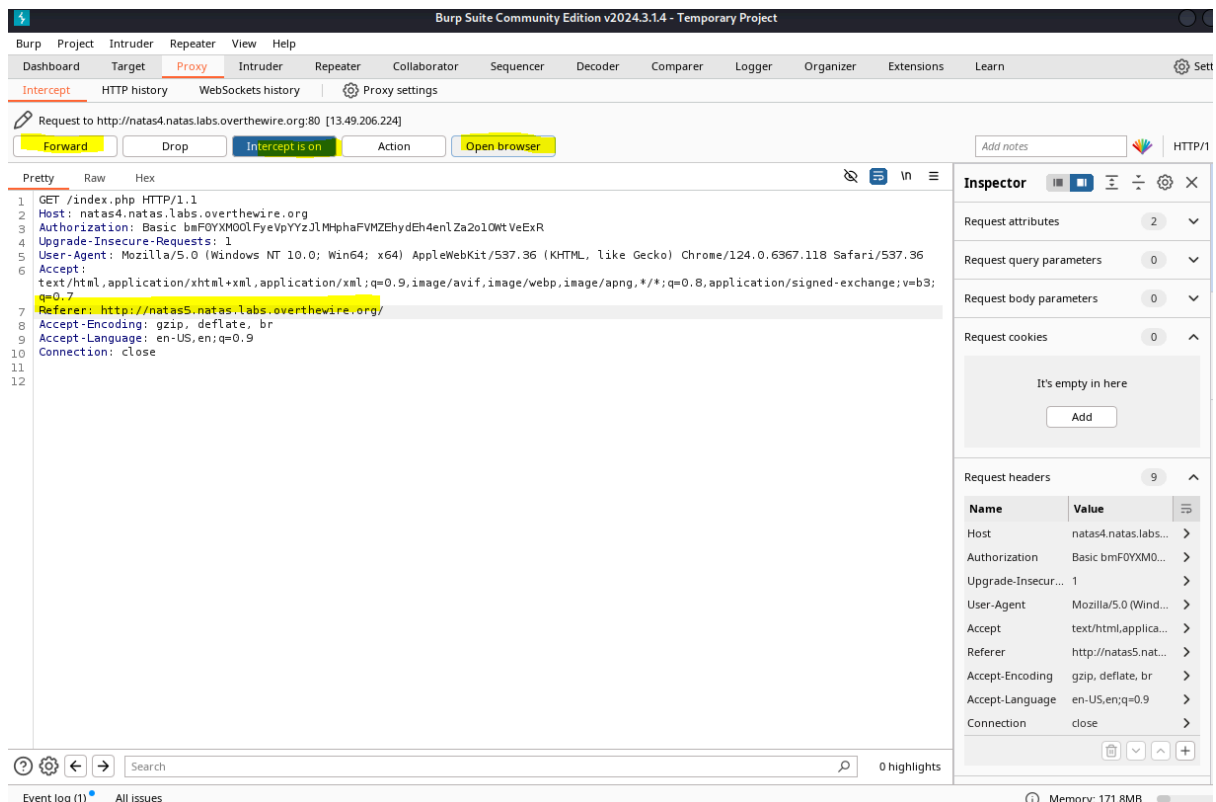 Burp Suite Community Edition v2024.3.1.4 - Temporary Project
Burp Project Intruder Repeater View Help
Dashboard Target Proxy Intruder Repeater Collaborator Sequencer Decoder Comparer Logger Organizer Extensions Learn Sett
Intercept HTTP history WebSockets history Proxy settings
Request to http://natas4.natas.labs.overthewire.org:80 [13.49.206.224]
Forward Drop Intercept is on Action Open browser Add notes HTTP/1
Pretty Raw Hex \n
Inspector
1 GET /index.php HTTP/1.1
2 Host: natas4.natas.labs.overthewire.org
3 Authorization: Basic
4 Upgrade-Insecure-Requests: 1
5 User-Agent: Mozilla/5.0 (Windows NT 10.0; Win64; x64) AppleWebKit/537.36 (KHTML, like Gecko) Chrome/124.0.6367.118 Safari/537.36
6 Accept:
text/html,application/xhtml+xml,application/xml;q=0.9,image/avif,image/webp,image/apng,*/*;q=0.8,application/signed-exchange;v=b3;
q=0.7
7 Referer: http://natas5.natas.labs.overthewire.org/
8 Accept-Encoding: gzip, deflate, br
9 Accept-Language: en-US,en;q=0.9
10 Connection: close
11
12
Request attributes 2
Request query parameters 0
Request body parameters 0
Request cookies 0
It's empty in here
Add
Request headers 9
Name Value
Host natas4.natas.labs...
Authorization Basic bmF0YXM0...
Upgrade-Insecur... 1
User-Agent Mozilla/5.0 (Wind...
Accept text/html,applica...
Referer http://natas5.nat...
Accept-Encoding gzip, deflate, br
Accept-Language en-US,en;q=0.9
Connection close
Search 0 highlights
Event log (1) All issues Memory: 171.8MB